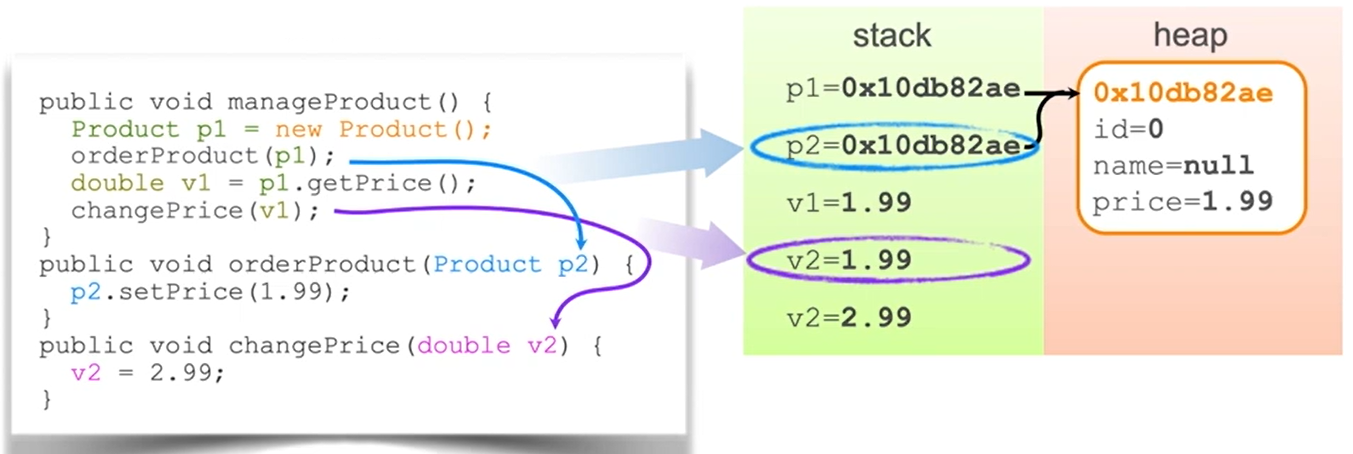 public void manageProduct() {
Product p1 = new Product();
orderProduct(p1);
double v1 = p1.getPrice();
changePrice(v1);
}
public void orderProduct(Product p2) {
p2.setPrice(1.99);
}
public void changePrice(double v2) {
v2 = 2.99;
}
stack
p1=0x10db82ae
p2=0x10db82ae
v1=1.99
v2=1.99
v2=2.99
heap
0x10db82ae
id=0
name=null
price=1.99